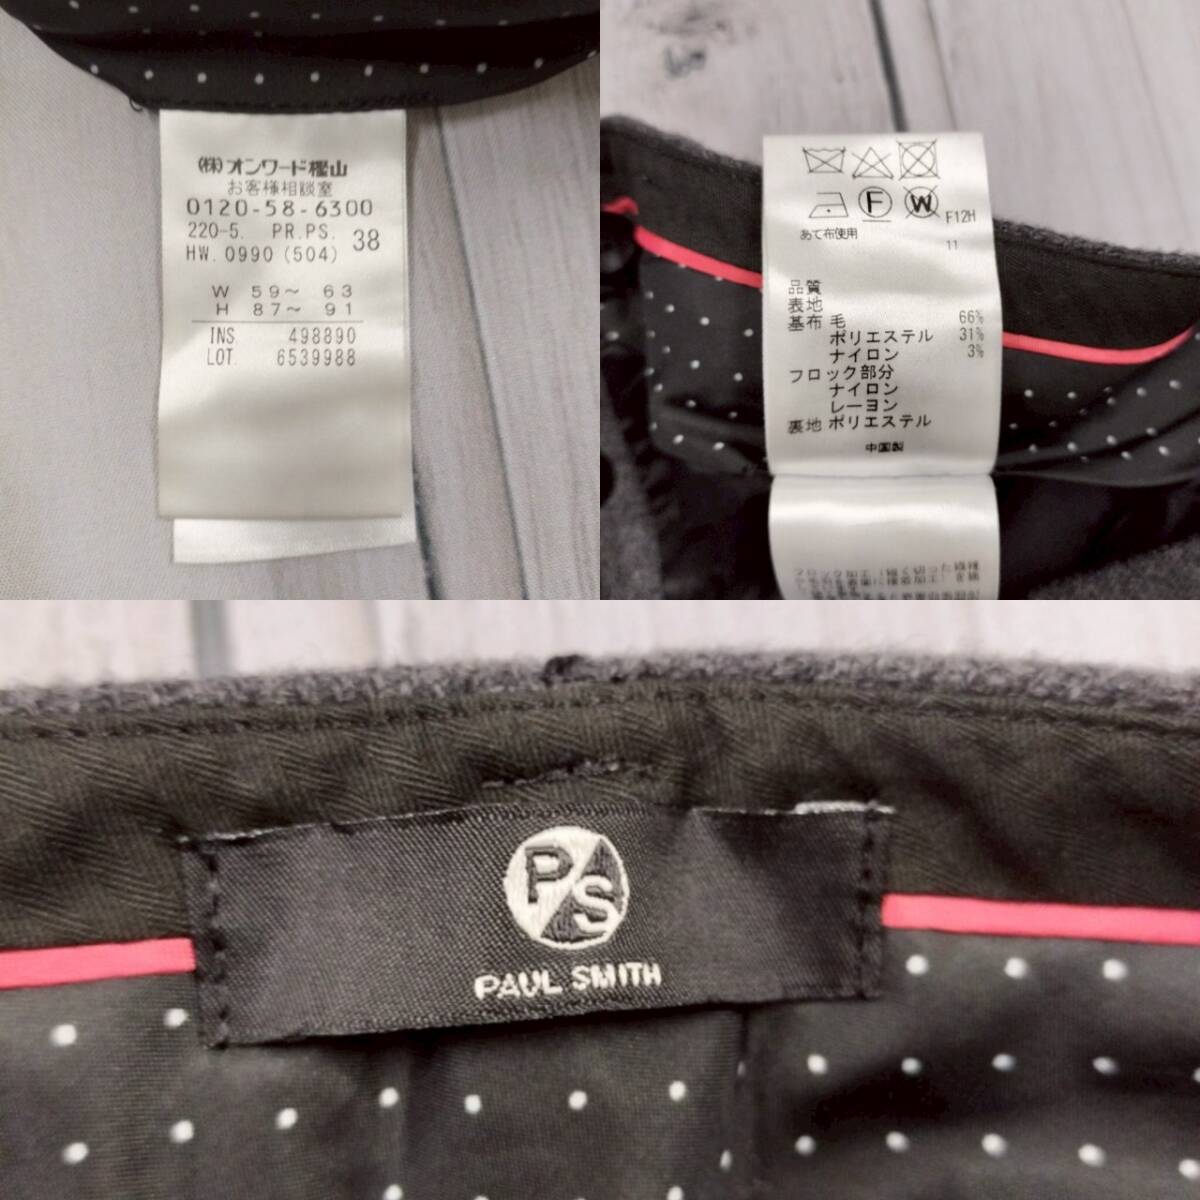 (株)オンワード樫山
お客様相談室
0120-58-6300
220-5. PR.PS. 38
HW. 0990 (504)
W 59～ 63
H 87～ 91
INS. 498890
LOT. 6539988
F W F12H
あて布使用 11
品質
表地
基布 毛 66%
ポリエステル 31%
ナイロン 3%
フロック部分
ナイロン
レーヨン
裏地 ポリエステル
中国製
P/S
PAUL SMITH